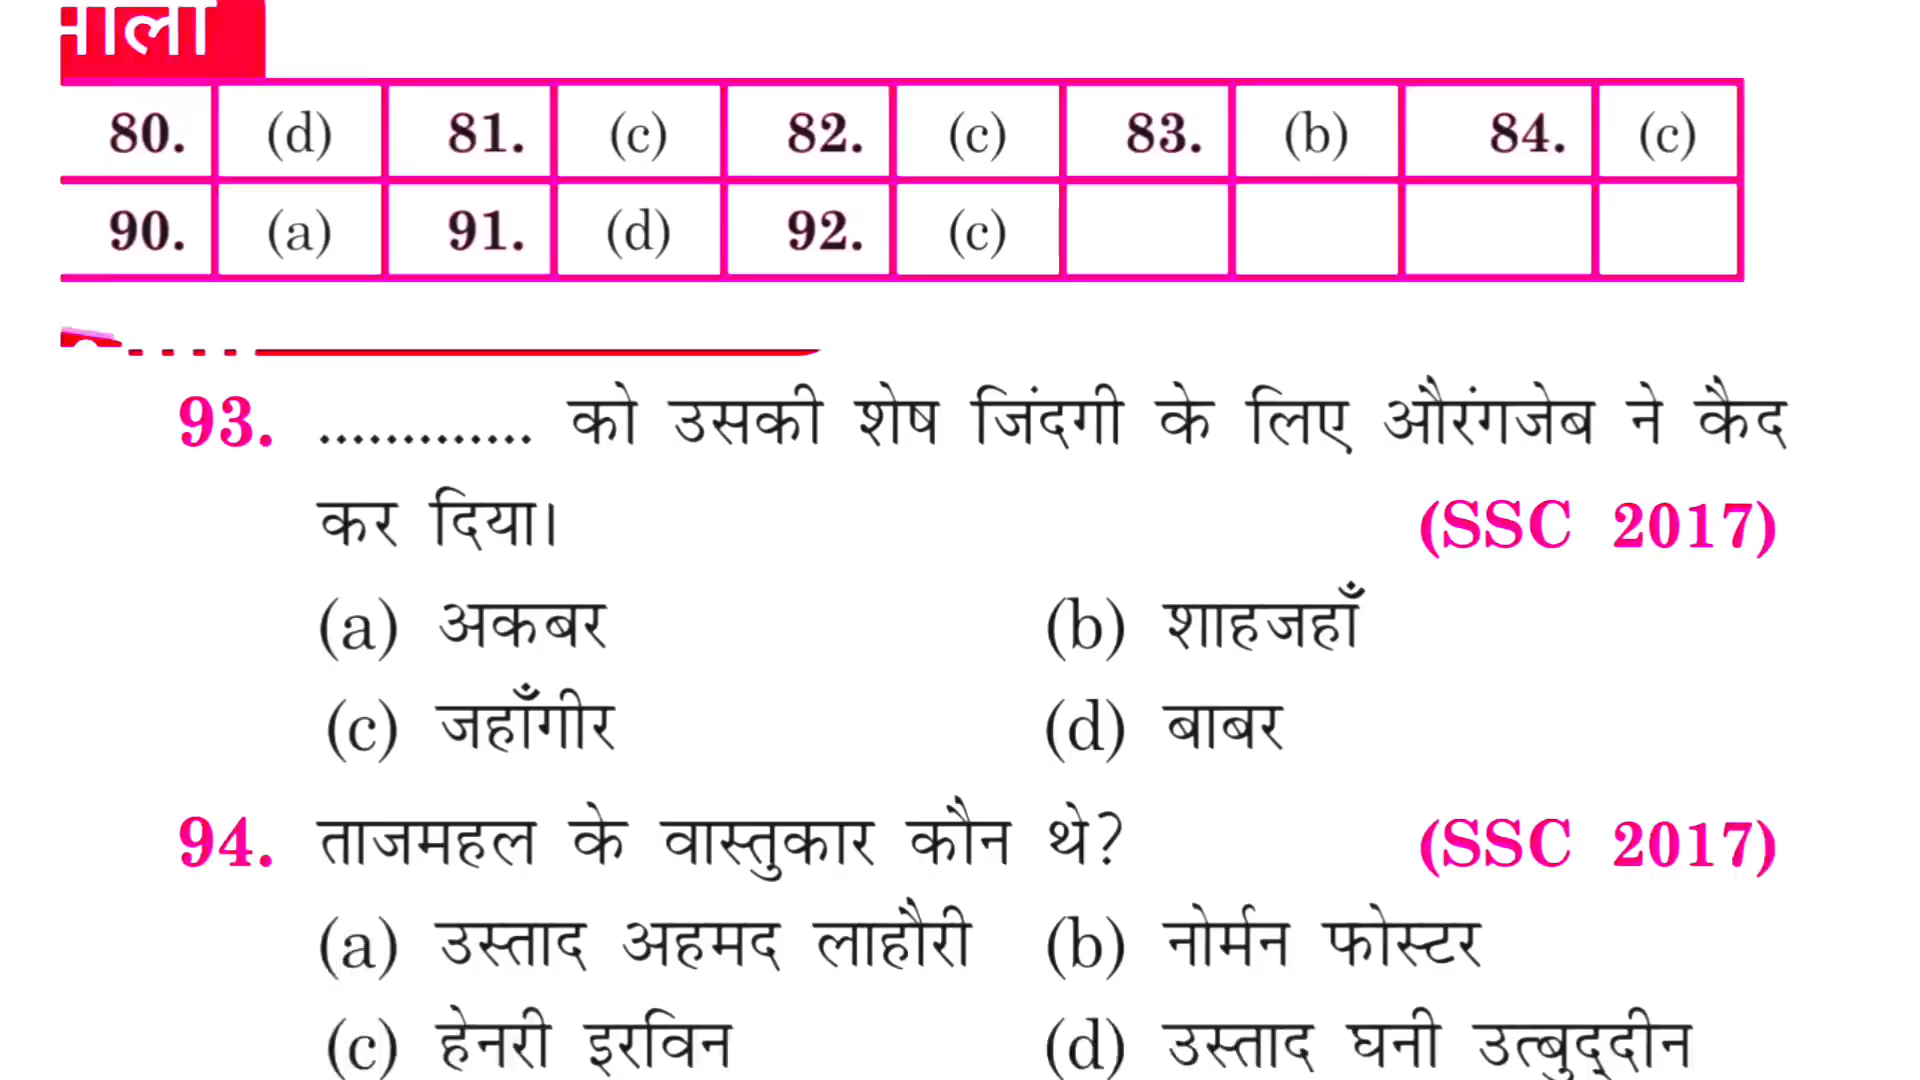 माला
80. (d) 81. (c) 82. (c) 83. (b) 84. (c)
90. (a) 91. (d) 92. (c)
93. ............. को उसकी शेष जिंदगी के लिए औरंगजेब ने कैद
कर दिया। (SSC 2017)
(a) अकबर (b) शाहजहाँ
(c) जहाँगीर (d) बाबर
94. ताजमहल के वास्तुकार कौन थे? (SSC 2017)
(a) उस्ताद अहमद लाहौरी (b) नोर्मन फोस्टर
(c) हेनरी इरविन (d) उस्ताद घनी उत्बुद्दीन